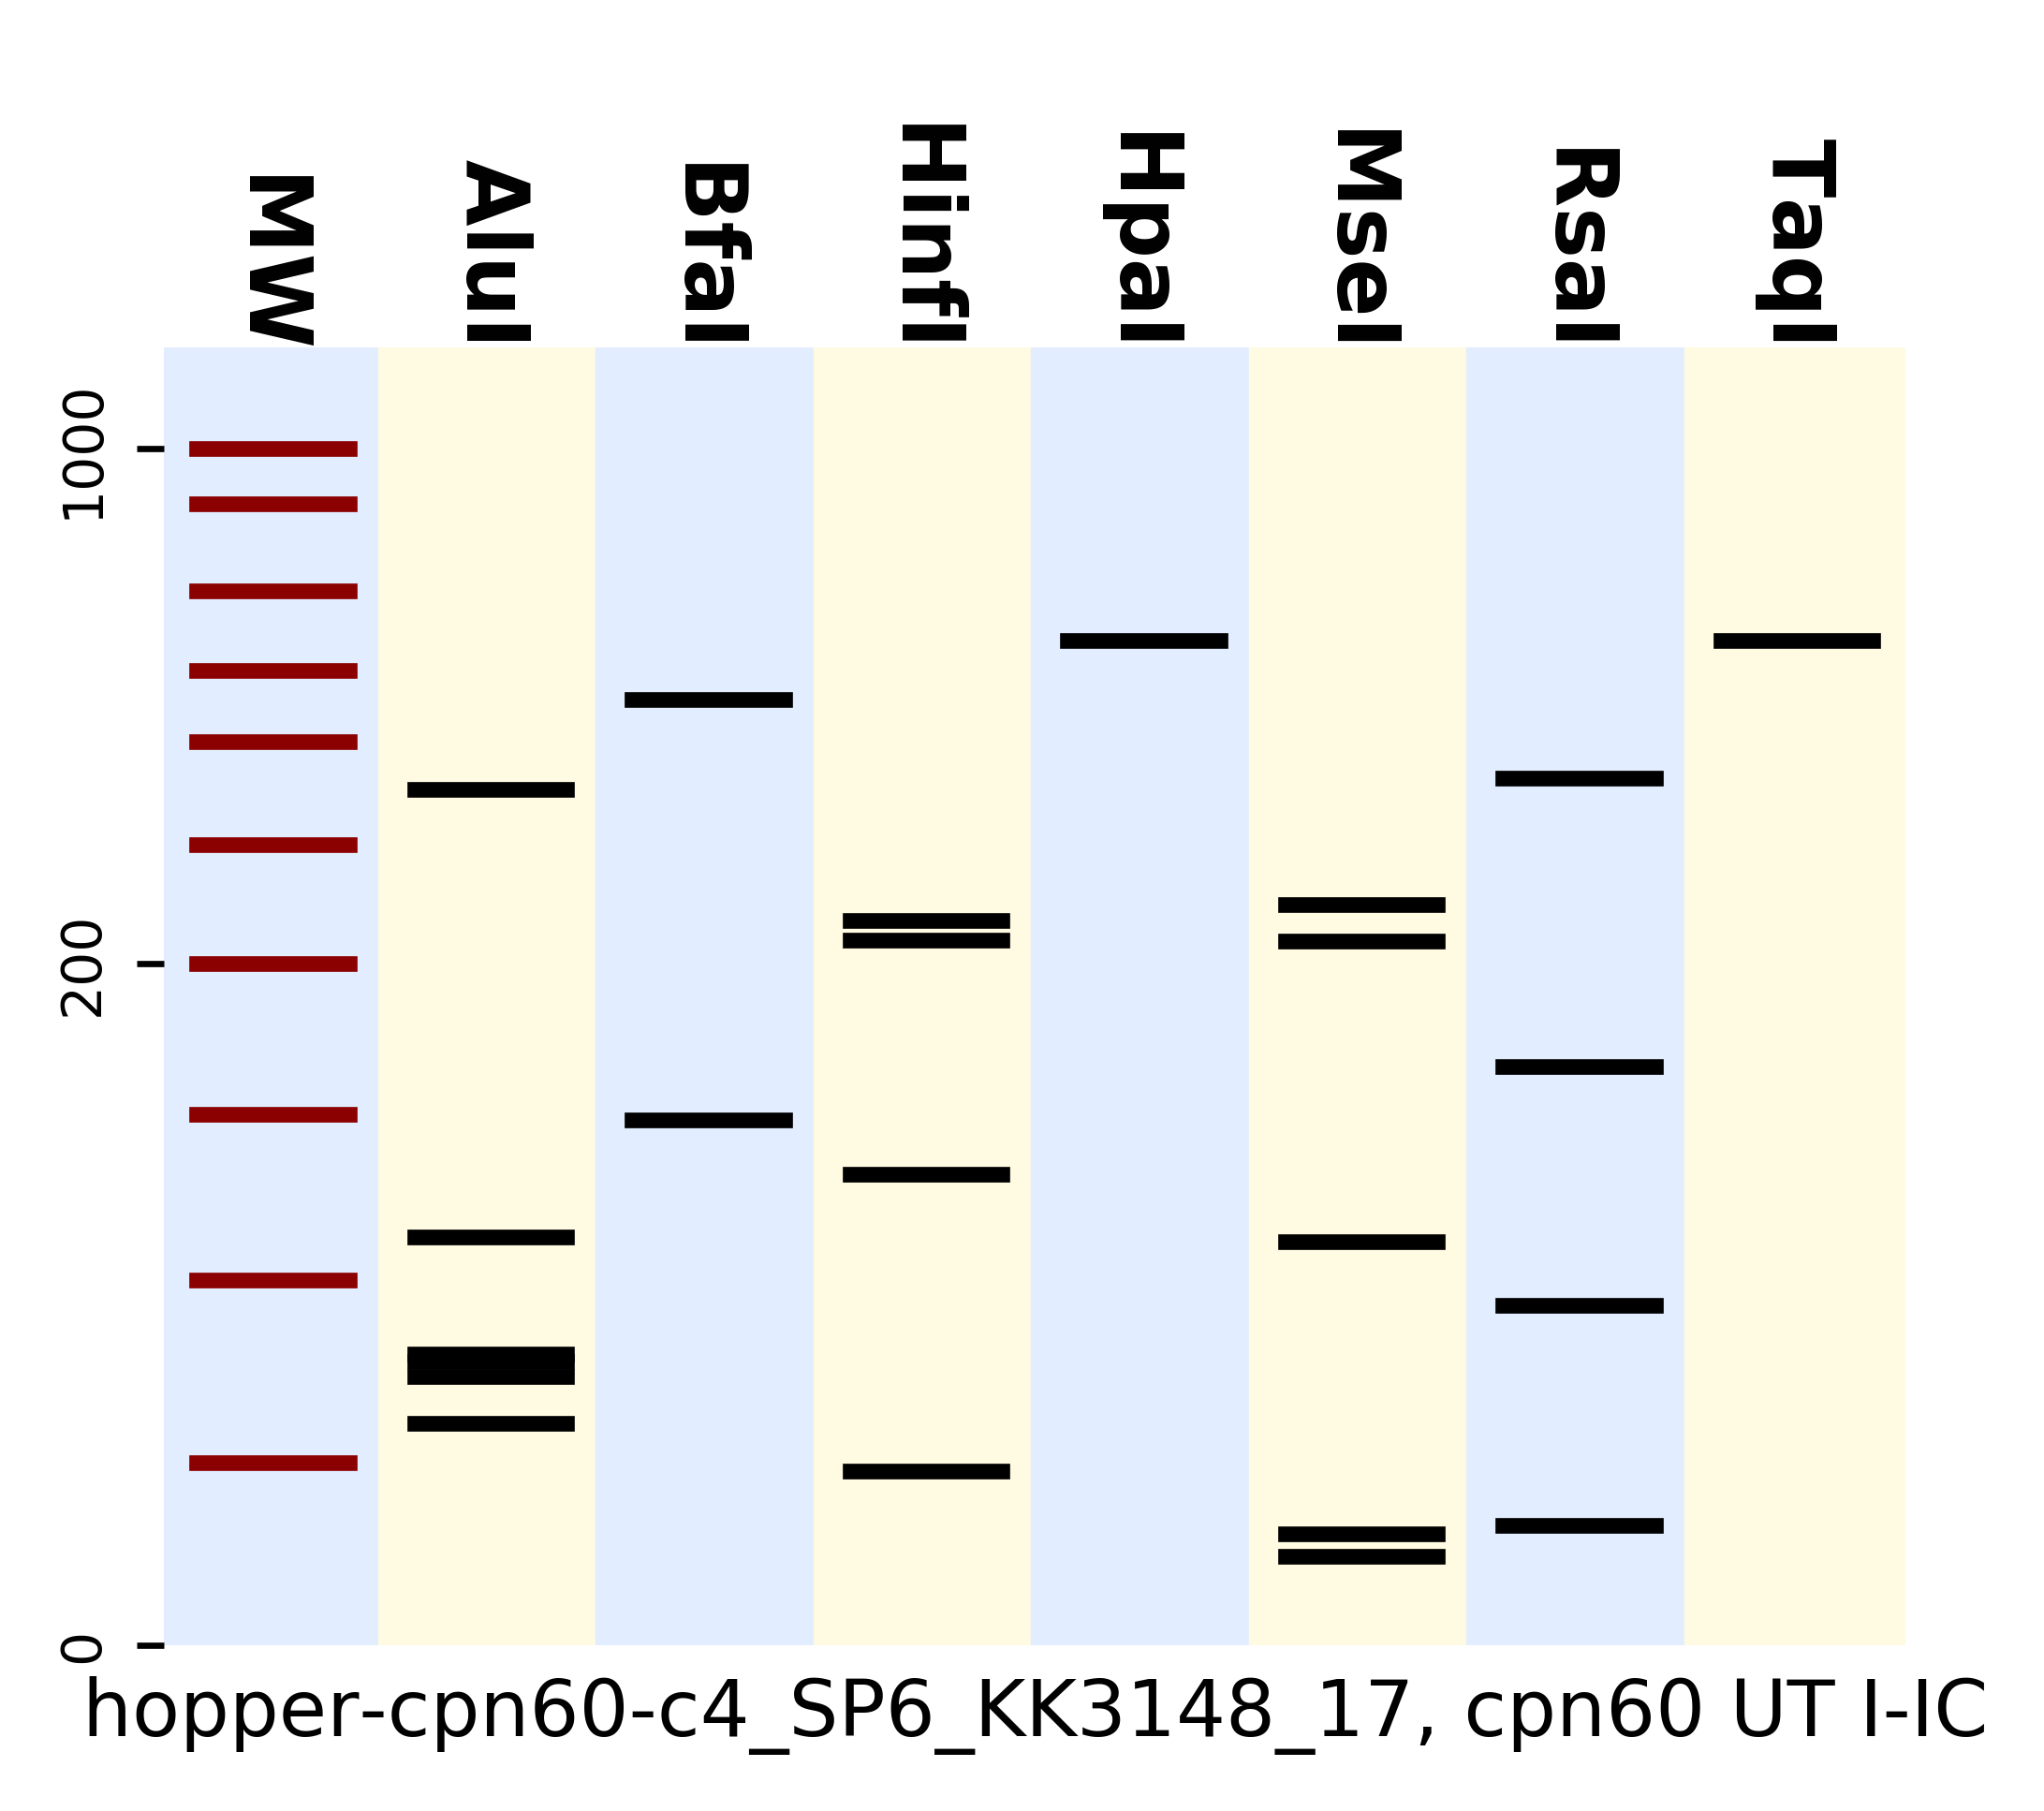 MW
AluI
BfaI
HinfI
HpaI
MseI
RsaI
TaqI
1000
200
0
hopper-cpn60-c4_SP6_KK3148_17, cpn60 UT I-IC